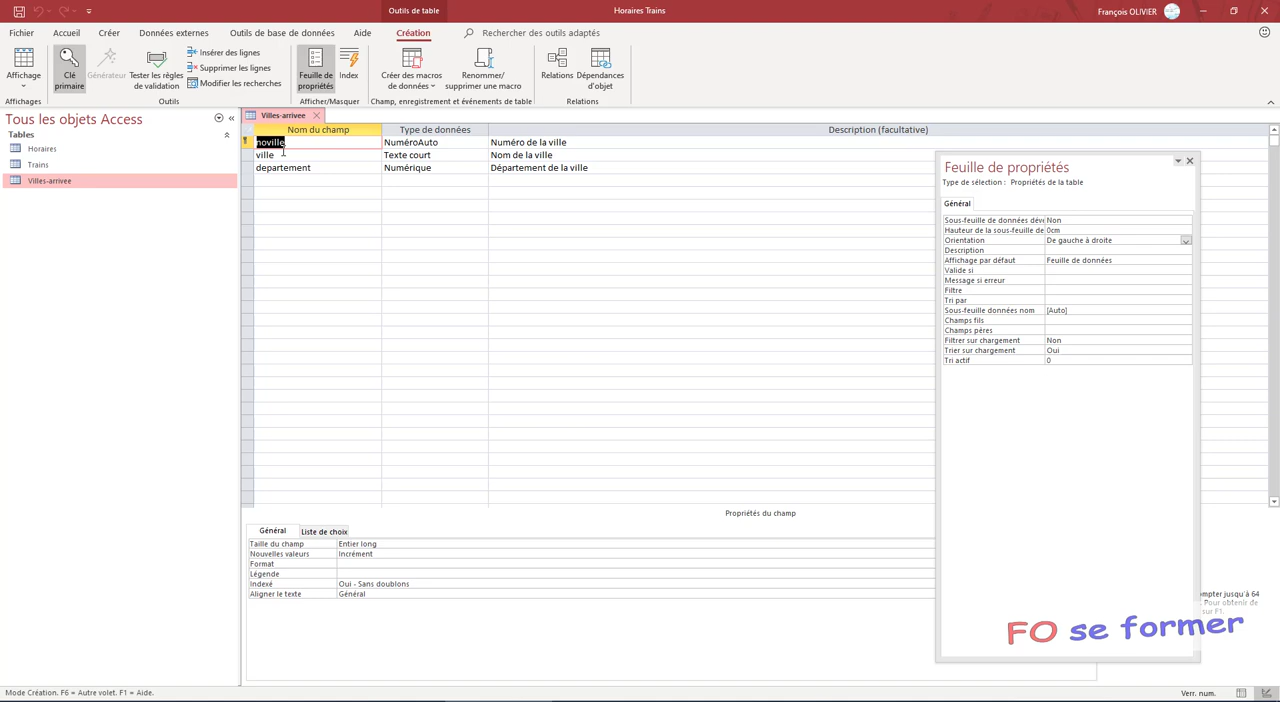 Outils de table
Horaires Trains
François OLIVIER
Fichier Accueil Créer Données externes Outils de base de données Aide Création Rechercher des outils adaptés
Affichage
Clé primaire
Générateur
Tester les règles de validation
Insérer des lignes
Supprimer les lignes
Modifier les recherches
Feuille de propriétés
Index
Créer des macros de données
Renommer/ supprimer une macro
Relations
Dépendances d'objet
Affichages
Outils
Afficher/Masquer
Champ, enregistrement et événements de table
Relations
Tous les objets Access
Tables
Horaires
Trains
Villes-arrivee
Villes-arrivee
Nom du champ Type de données Description (facultative)
noville NuméroAuto Numéro de la ville
ville Texte court Nom de la ville
departement Numérique Département de la ville
Feuille de propriétés
Type de sélection : Propriétés de la table
Général
Sous-feuille de données déve Non
Hauteur de la sous-feuille de 0cm
Orientation De gauche à droite
Description
Affichage par défaut Feuille de données
Valide si
Message si erreur
Filtre
Tri par
Sous-feuille données nom [Auto]
Champs fils
Champs pères
Filtrer sur chargement Non
Trier sur chargement Oui
Tri actif 0
Propriétés du champ
Général Liste de choix
Taille du champ Entier long
Nouvelles valeurs Incrément
Format
Légende
Indexé Oui - Sans doublons
Aligner le texte Général
ompter jusqu'à 64
. Pour obtenir de
sur F1.
FO se former
Mode Création. F6 = Autre volet. F1 = Aide.
Verr. num.